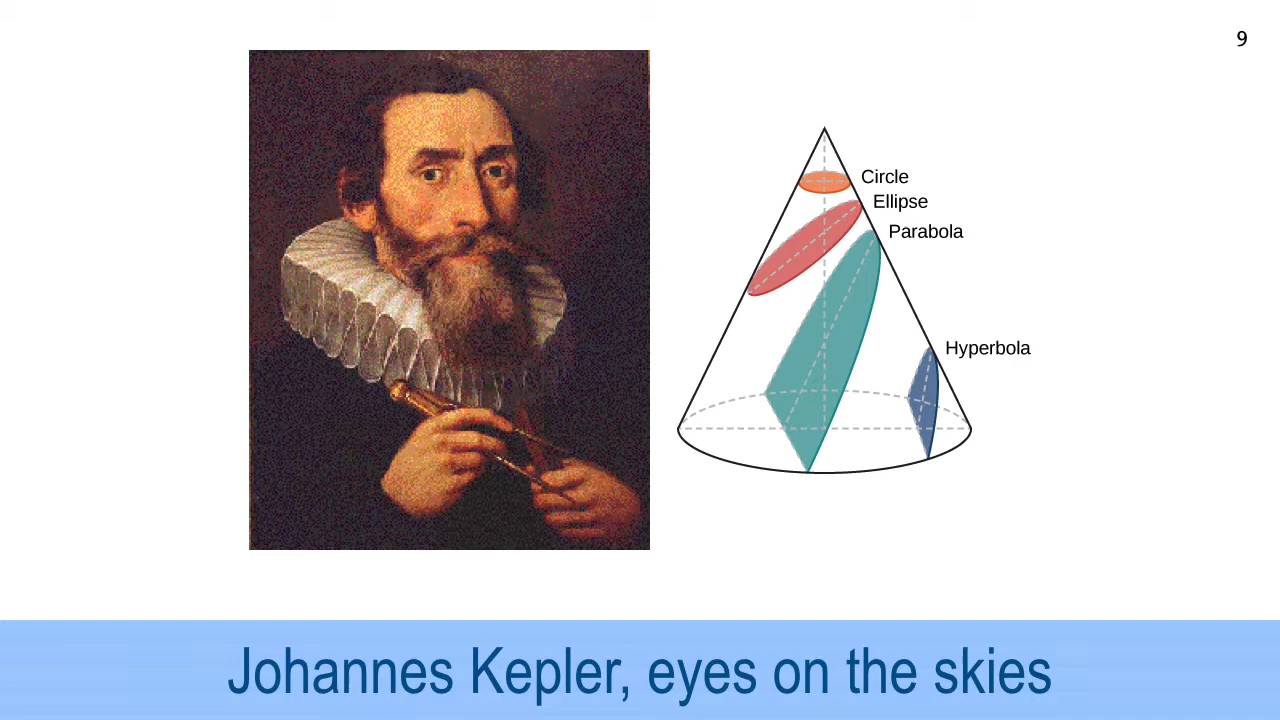 9
Circle
Ellipse
Parabola
Hyperbola
Johannes Kepler, eyes on the skies